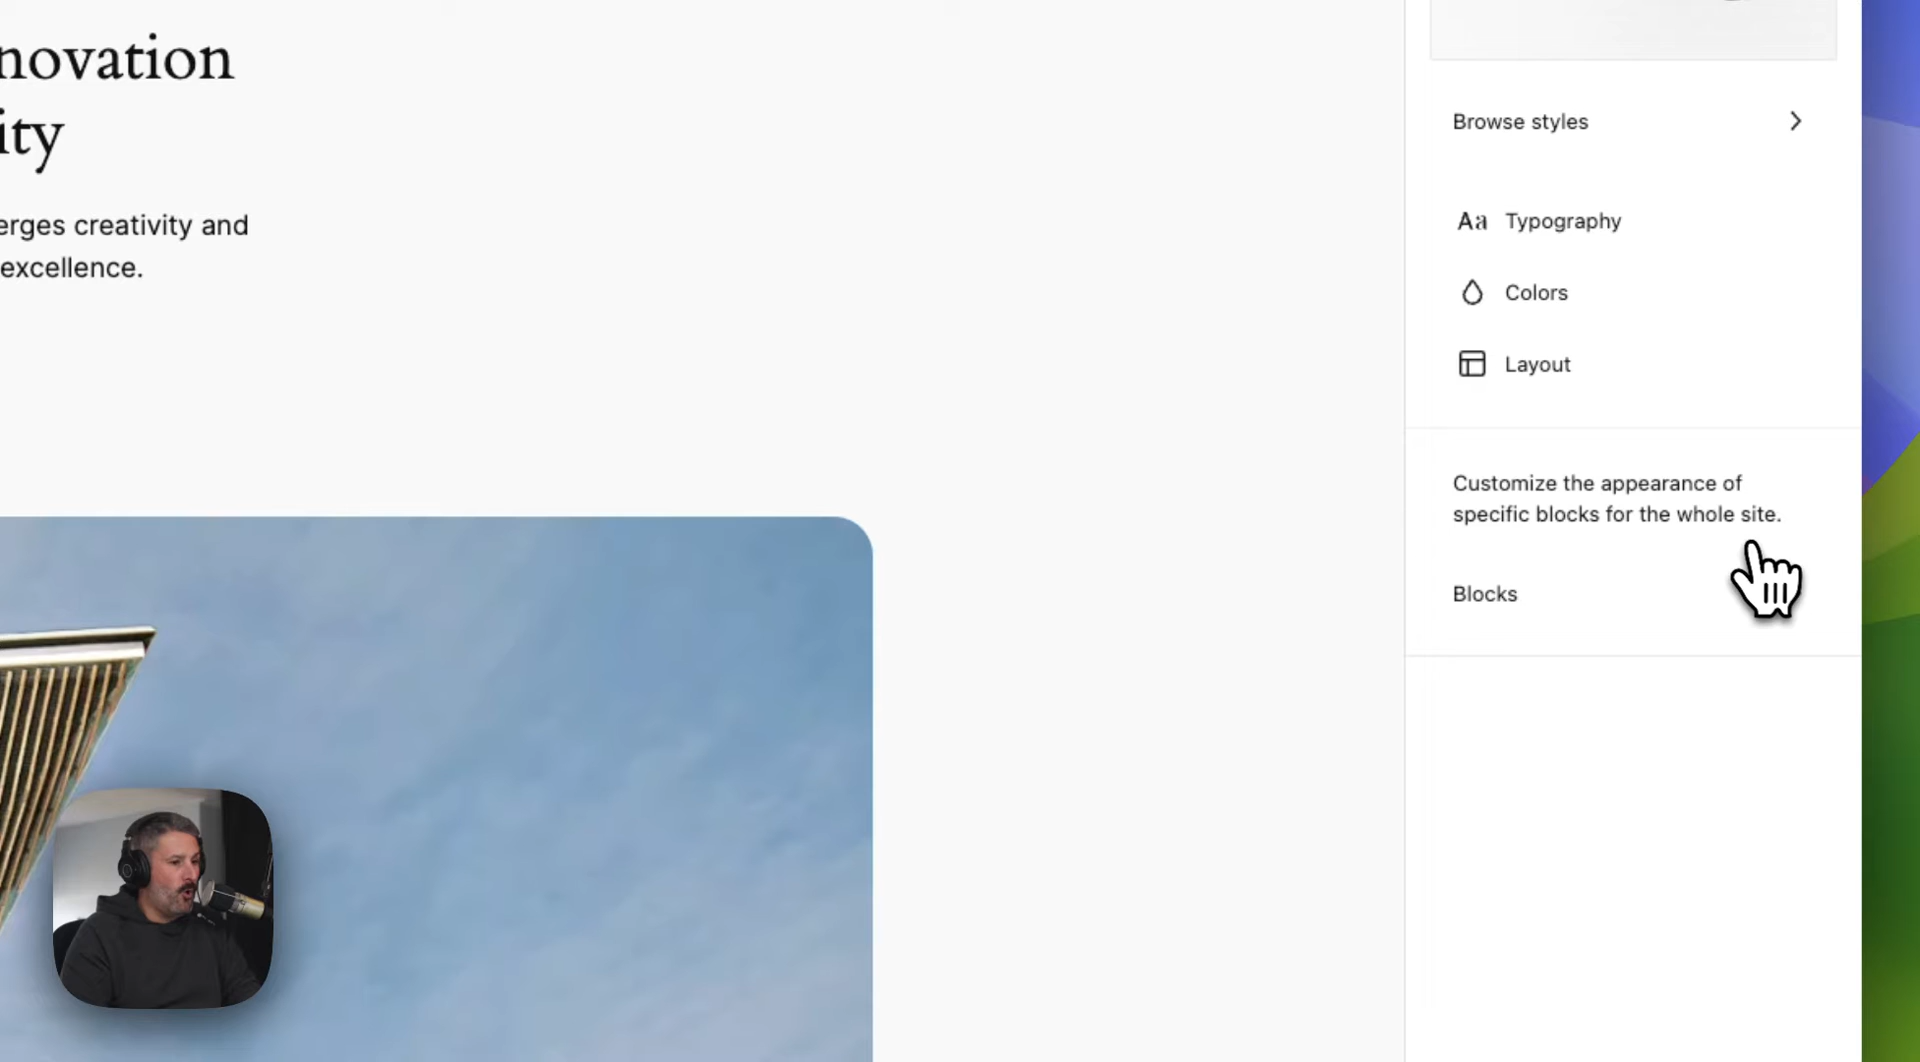 novation
ity
erges creativity and
excellence.
Browse styles
Aa Typography
Colors
Layout
Customize the appearance of
specific blocks for the whole site.
Blocks